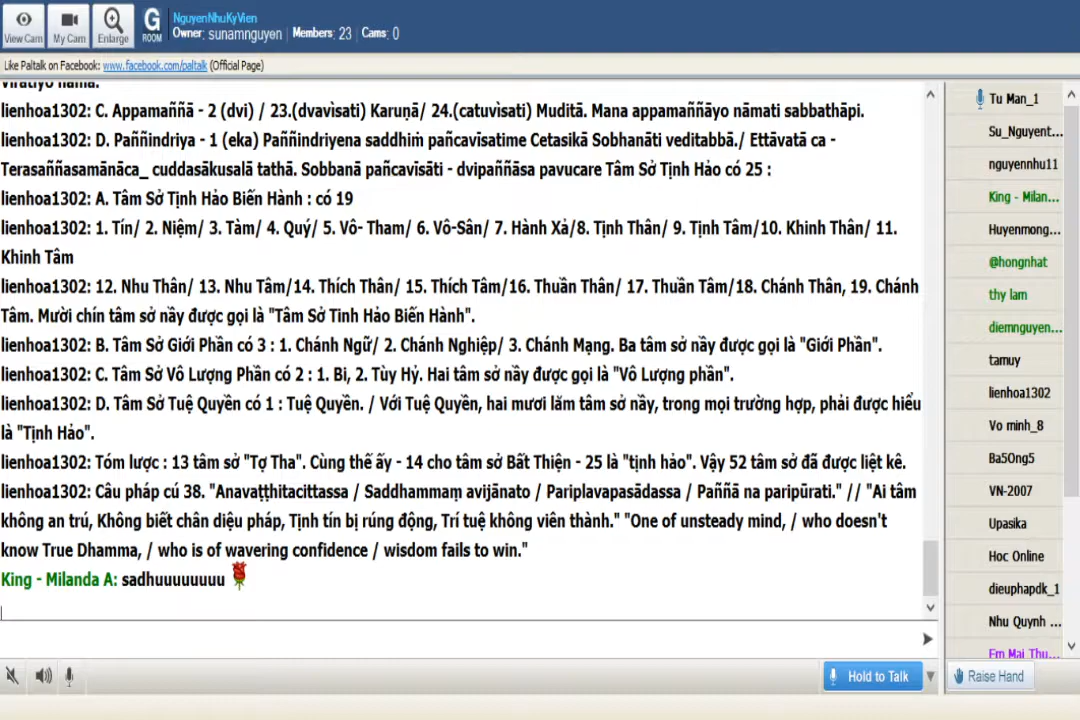 View Cam
My Cam
Enlarge
G
ROOM
NguyenNhuKyVien
Owner: sunamnguyen | Members: 23 | Cams: 0
Like Paltalk on Facebook: www.facebook.com/paltalk (Official Page)
Viratiyo nāma.
lienhoa1302: C. Appamaññā - 2 (dvi) / 23.(dvavìsati) Karuṇā/ 24.(catuvìsati) Muditā. Mana appamaññāyo nāmati sabbathāpi.
lienhoa1302: D. Paññindriya - 1 (eka) Paññindriyena saddhiṃ pañcavīsatime Cetasikā Sobhanāti veditabbā./ Ettāvatā ca -
Terasaññasamānāca_ cuddasākusalā tathā. Sobbanā pañcavīsāti - dvipaññāsa pavucare Tâm Sở Tịnh Hảo có 25 :
lienhoa1302: A. Tâm Sở Tịnh Hảo Biến Hành : có 19
lienhoa1302: 1. Tín/ 2. Niệm/ 3. Tàm/ 4. Quý/ 5. Vô- Tham/ 6. Vô-Sân/ 7. Hành Xả/8. Tịnh Thân/ 9. Tịnh Tâm/10. Khinh Thân/ 11.
Khinh Tâm
lienhoa1302: 12. Nhu Thân/ 13. Nhu Tâm/14. Thích Thân/ 15. Thích Tâm/16. Thuần Thân/ 17. Thuần Tâm/18. Chánh Thân, 19. Chánh
Tâm. Mười chín tâm sở nầy được gọi là "Tâm Sở Tinh Hảo Biến Hành".
lienhoa1302: B. Tâm Sở Giới Phần có 3 : 1. Chánh Ngữ/ 2. Chánh Nghiệp/ 3. Chánh Mạng. Ba tâm sở nầy được gọi là "Giới Phần".
lienhoa1302: C. Tâm Sở Vô Lượng Phần có 2 : 1. Bi, 2. Tùy Hỷ. Hai tâm sở nầy được gọi là "Vô Lượng phần".
lienhoa1302: D. Tâm Sở Tuệ Quyền có 1 : Tuệ Quyền. / Với Tuệ Quyền, hai mươi lăm tâm sở nầy, trong mọi trường hợp, phải được hiểu
là "Tịnh Hảo".
lienhoa1302: Tóm lược : 13 tâm sở "Tợ Tha". Cùng thế ấy - 14 cho tâm sở Bất Thiện - 25 là "tịnh hảo". Vậy 52 tâm sở đã được liệt kê.
lienhoa1302: Câu pháp cú 38. "Anavaṭṭhitacittassa / Saddhammaṃ avijānato / Pariplavapasādassa / Paññā na paripūrati." // "Ai tâm
không an trú, Không biết chân diệu pháp, Tịnh tín bị rúng động, Trí tuệ không viên thành." "One of unsteady mind, / who doesn't
know True Dhamma, / who is of wavering confidence / wisdom fails to win."
King - Milanda A: sadhuuuuuuuu
Hold to Talk
Tu Man_1
Su_Nguyent...
nguyennhu11
King - Milan...
Huyenmong...
@hongnhat
thy lam
diemnguyen...
tamuy
lienhoa1302
Vo minh_8
Ba5Ong5
VN-2007
Upasika
Hoc Online
dieuphapdk_1
Nhu Quynh ...
Em Mai Thu...
Raise Hand